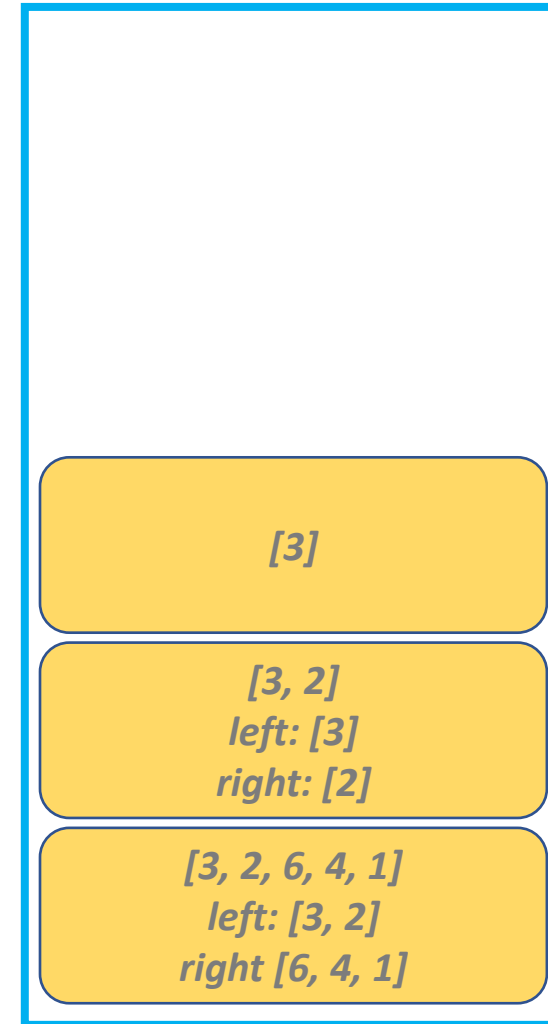 [3]
[3, 2]
left: [3]
right: [2]
[3, 2, 6, 4, 1]
left: [3, 2]
right [6, 4, 1]